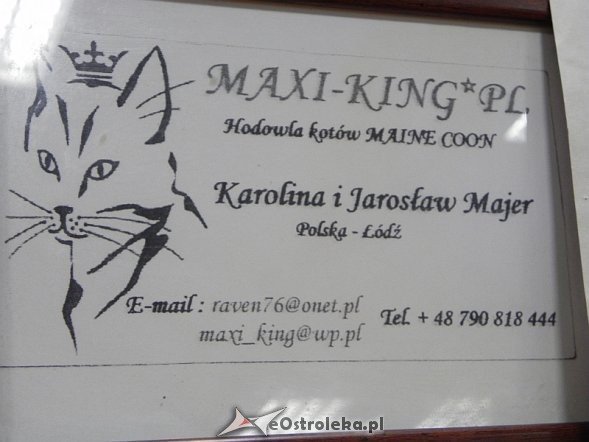 MAXI-KING*PL
Hodowla kotów MAINE COON
Karolina i Jarosław Majer
Polska - Łódź
E-mail : raven76@onet.pl
maxi_king@wp.pl
Tel. + 48 790 818 444
eOstroleka.pl